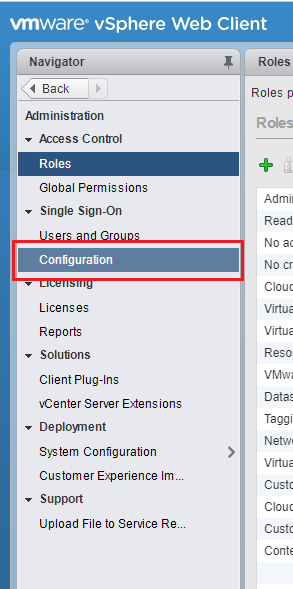 vmware® vSphere Web Client
Navigator
Back
Administration
Access Control
Roles
Global Permissions
Single Sign-On
Users and Groups
Configuration
Licensing
Licenses
Reports
Solutions
Client Plug-Ins
vCenter Server Extensions
Deployment
System Configuration
Customer Experience Im...
Support
Upload File to Service Re...
Roles
Roles p
Roles
Admi
Read
No ac
No cr
Cloud
Virtua
Virtua
Resou
VMwa
Datas
Taggi
Netwo
Virtua
Custo
Cloud
Custo
Conte